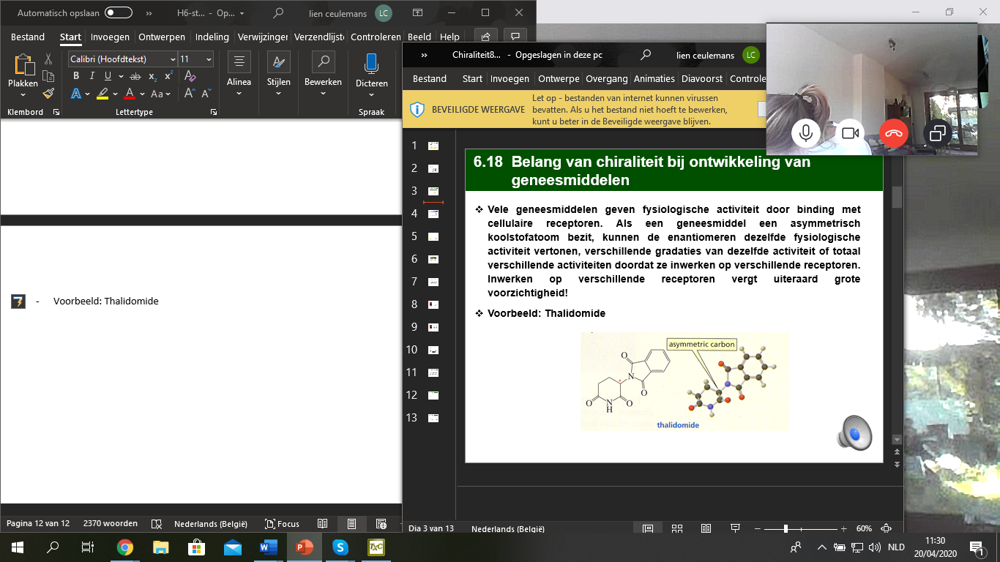 Automatisch opslaan
H6-st... - Op...
lien ceulemans
LC
Bestand Start Invoegen Ontwerpen Indeling Verwijzinger Verzendlijst Controleren Beeld Help
Plakken
Klembord
Calibri (Hoofdtekst) 11
B I U ab x₂ x²
A A Aa A A
Lettertype
Alinea
Stijlen
Bewerken
Dicteren
Spraak
- Voorbeeld: Thalidomide
Pagina 12 van 12 2370 woorden Nederlands (België) Focus
Chiraliteit8... - Opgeslagen in deze pc
lien ceulemans
LC
Bestand Start Invoegen Ontwerpe Overgang Animaties Diavoorst Controle
BEVEILIGDE WEERGAVE
Let op - bestanden van internet kunnen virussen
bevatten. Als u het bestand niet hoeft te bewerken,
kunt u beter in de Beveiligde weergave blijven.
1
2
3
4
5
6
7
8
9
10
11
12
13
6.18 Belang van chiraliteit bij ontwikkeling van
geneesmiddelen
❖ Vele geneesmiddelen geven fysiologische activiteit door binding met
cellulaire receptoren. Als een geneesmiddel een asymmetrisch
koolstofatoom bezit, kunnen de enantiomeren dezelfde fysiologische
activiteit vertonen, verschillende gradaties van dezelfde activiteit of totaal
verschillende activiteiten doordat ze inwerken op verschillende receptoren.
Inwerken op verschillende receptoren vergt uiteraard grote
voorzichtigheid!
❖ Voorbeeld: Thalidomide
asymmetric carbon
O
N
*
O
O
N
H
O
thalidomide
Dia 3 van 13 Nederlands (België) 60%
NLD
11:30
20/04/2020
1